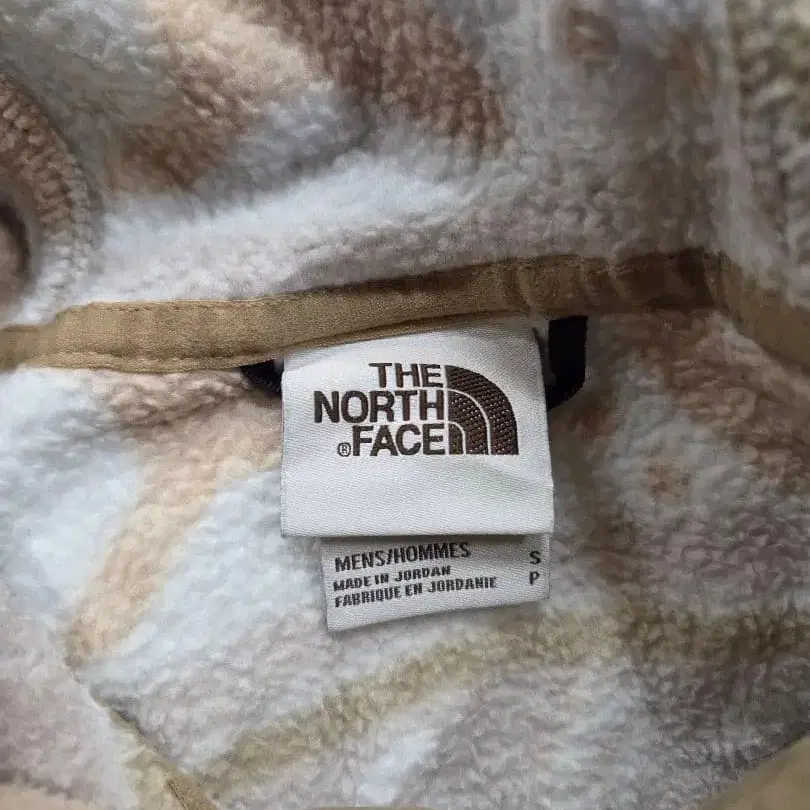 THE
NORTH
® FACE
MENS/HOMMES S
MADE IN JORDAN P
FABRIQUE EN JORDANIE